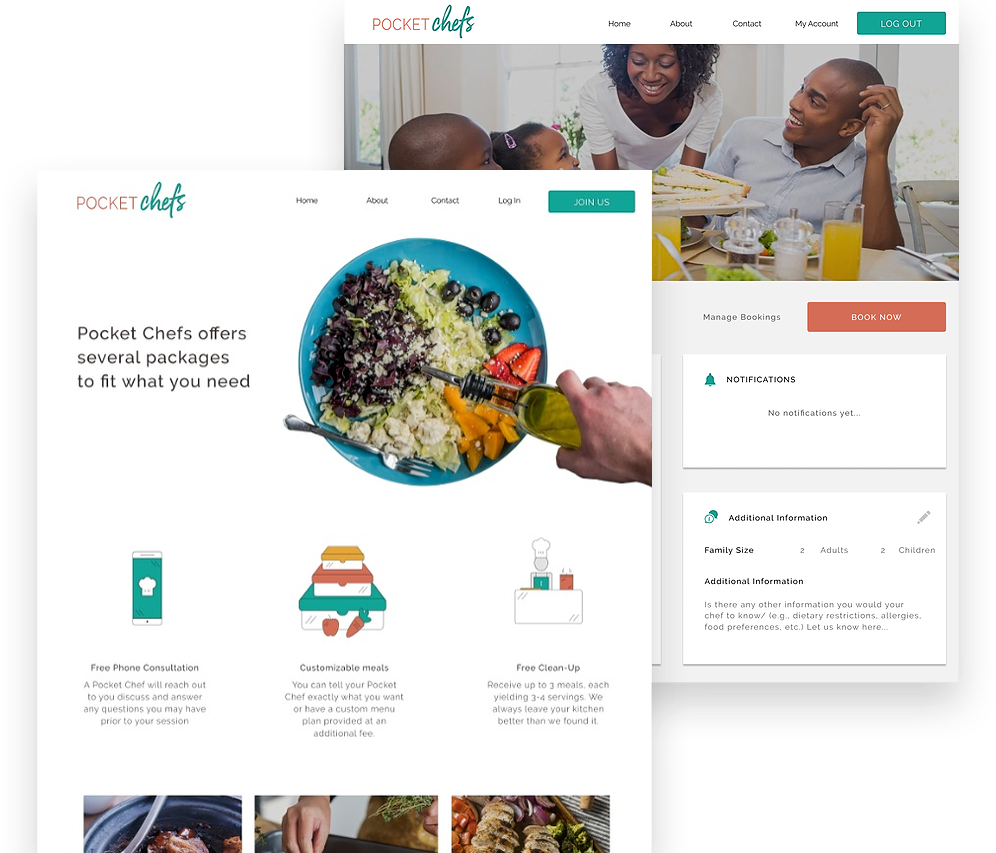 POCKET chefs
Home
About
Contact
My Account
LOG OUT
Manage Bookings
BOOK NOW
NOTIFICATIONS
No notifications yet...
Additional Information
Family Size
2
Adults
2
Children
Additional Information
Is there any other information you would your
chef to know/ (e.g., dietary restrictions, allergies,
food preferences, etc.) Let us know here...
POCKET chefs
Home
About
Contact
Log In
JOIN US
Pocket Chefs offers
several packages
to fit what you need
Free Phone Consultation
A Pocket Chef will reach out
to you discuss and answer
any questions you may have
prior to your session
Customizable meals
You can tell your Pocket
Chef exactly what you want
or have a custom menu
plan provided at an
additional fee.
Free Clean-Up
Receive up to 3 meals, each
yielding 3-4 servings. We
always leave your kitchen
better than we found it.